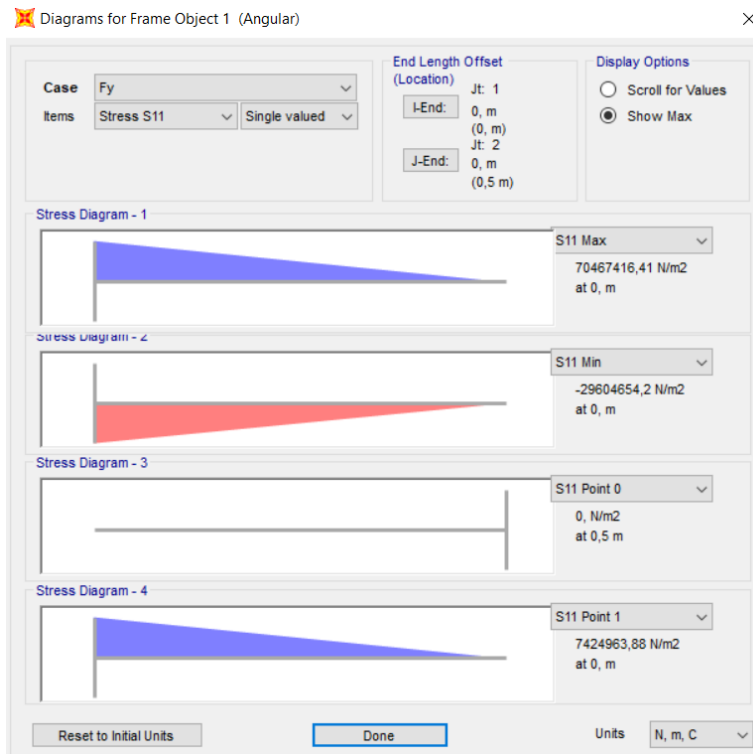 Diagrams for Frame Object 1 (Angular)
End Length Offset
(Location)
Display Options
Case
Fy
Jt: 1
Scroll for Values
Items
Stress S11
Single valued
I-End:
0, m
(0, m)
Show Max
Jt: 2
J-End:
0, m
(0,5 m)
Stress Diagram - 1
S11 Max
70467416,41 N/m2
at 0, m
Stress Diagram - 2
S11 Min
-29604654,2 N/m2
at 0, m
Stress Diagram - 3
S11 Point 0
0, N/m2
at 0,5 m
Stress Diagram - 4
S11 Point 1
7424963,88 N/m2
at 0, m
Reset to Initial Units
Done
Units
N, m, C